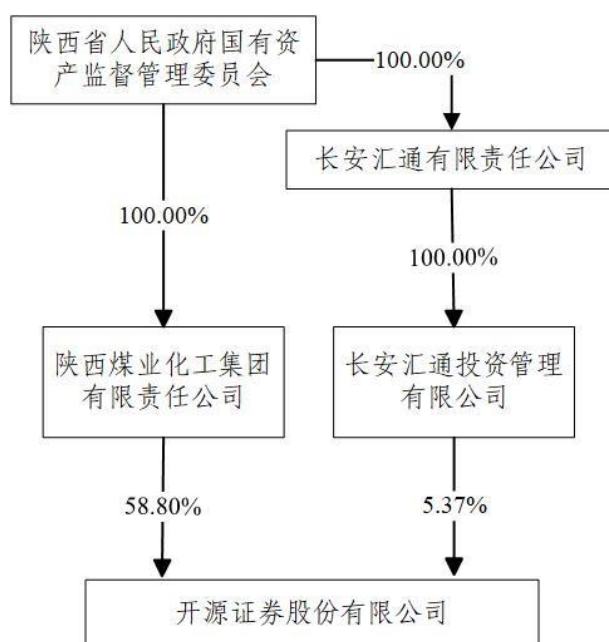 陕西省人民政府国有资
产监督管理委员会
100.00%
长安汇通有限责任公司
100.00%
100.00%
陕西煤业化工集团
有限责任公司
长安汇通投资管理
有限公司
58.80%
5.37%
开源证券股份有限公司